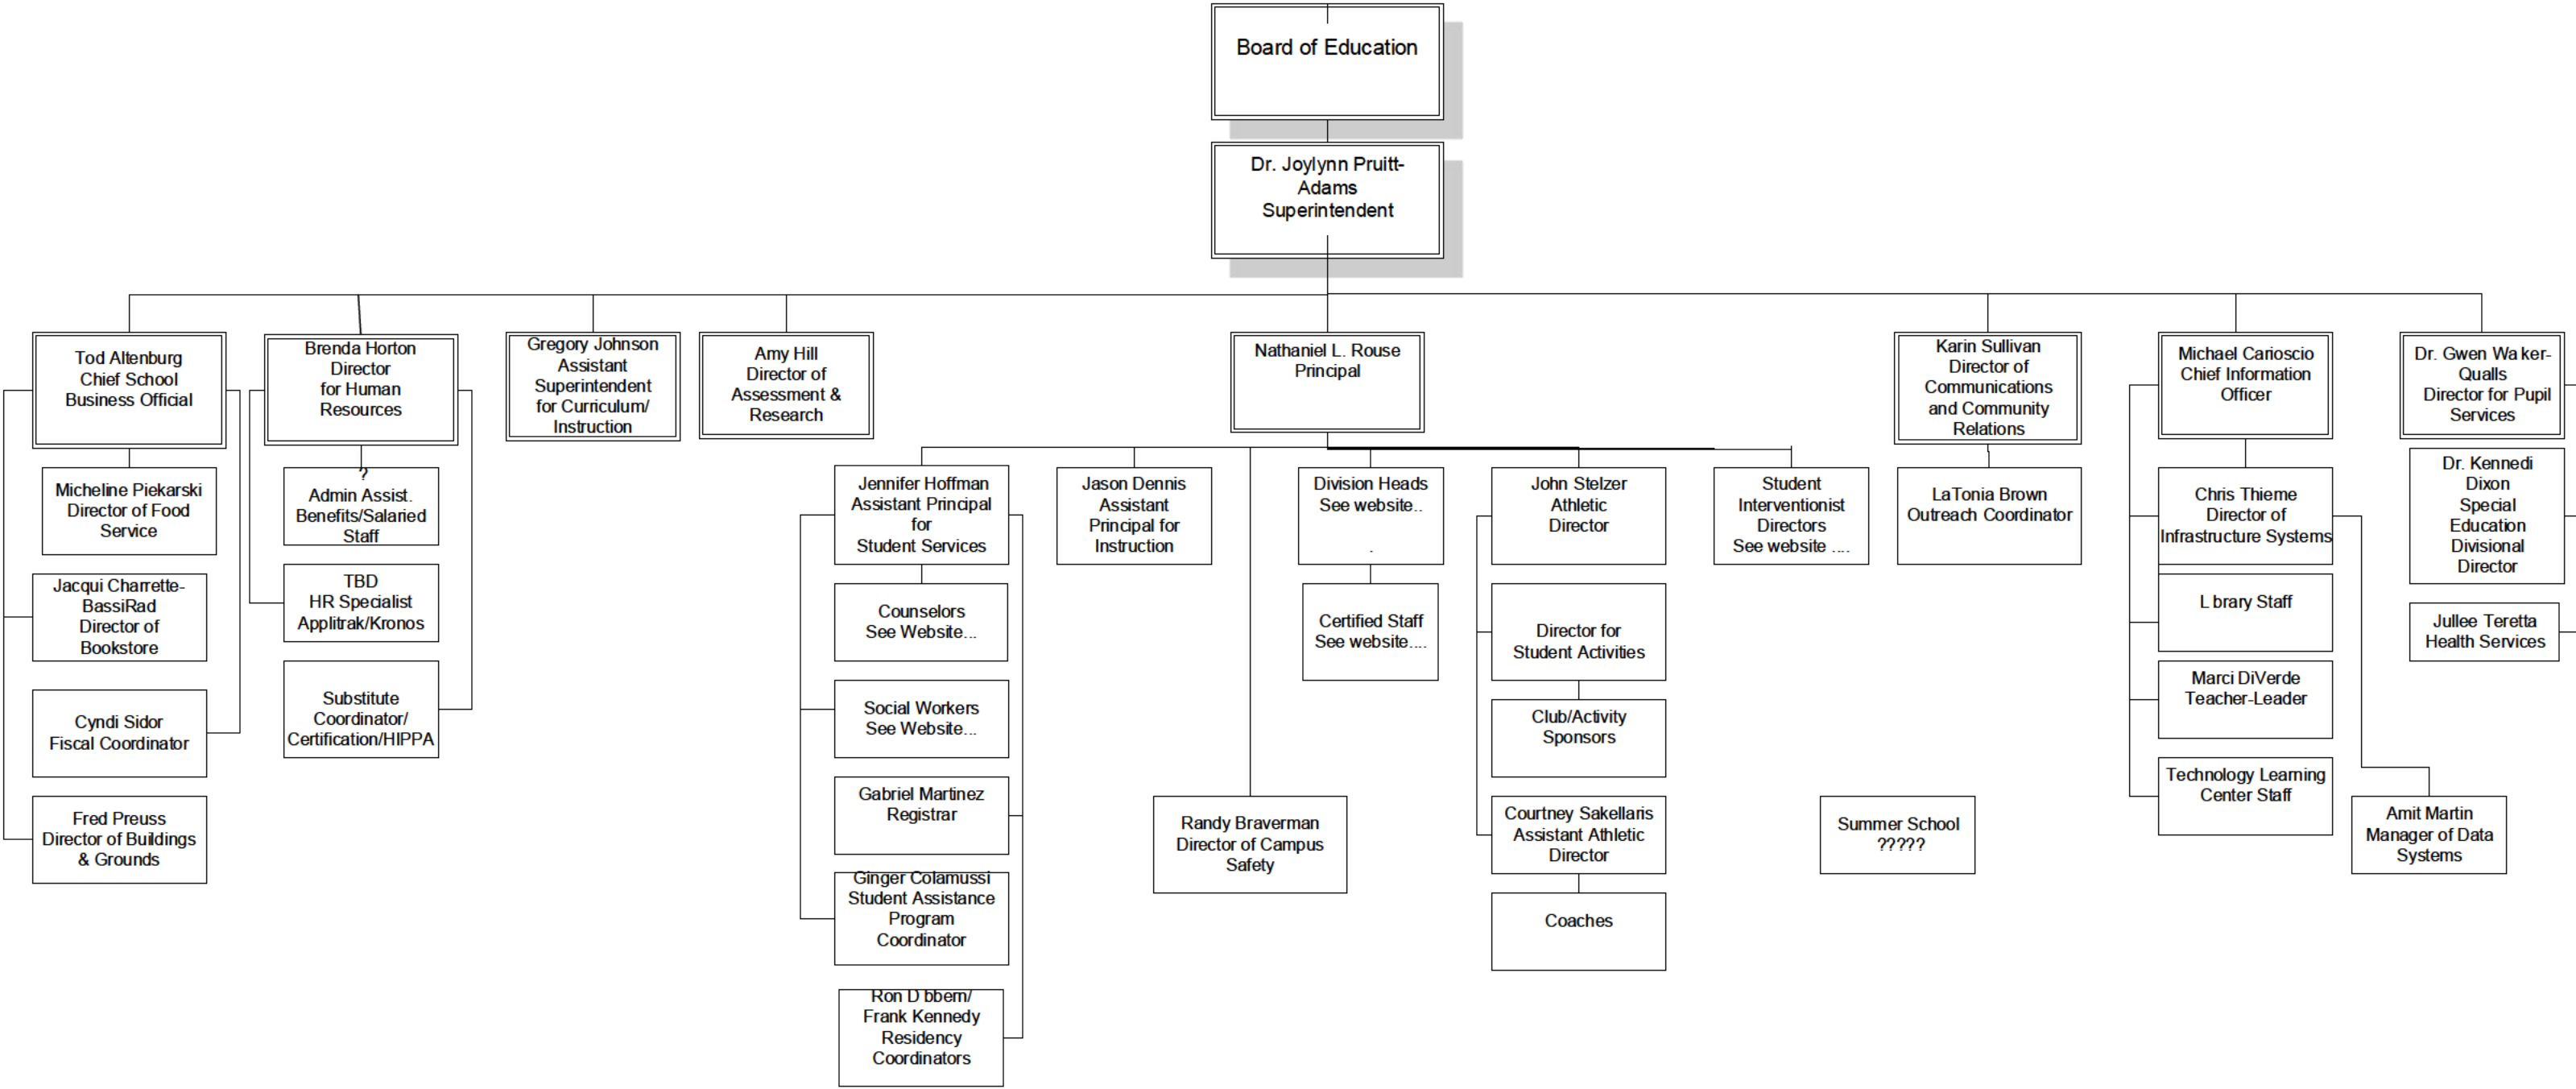 Board of Education
Dr. Joylynn Pruitt-
Adams
Superintendent
Tod Altenburg
Chief School
Business Official
Brenda Horton
Director
for Human
Resources
Gregory Johnson
Assistant
Superintendent
for Curriculum/
Instruction
Amy Hill
Director of
Assessment &
Research
Nathaniel L. Rouse
Principal
Karin Sullivan
Director of
Communications
and Community
Relations
Michael Carioscio
Chief Information
Officer
Dr. Gwen Wa ker-
Qualls
Director for Pupil
Services
Micheline Piekarski
Director of Food
Service
Jacqui Charrette-
BassiRad
Director of
Bookstore
Cyndi Sidor
Fiscal Coordinator
Fred Preuss
Director of Buildings
& Grounds
?
Admin Assist.
Benefits/Salaried
Staff
TBD
HR Specialist
Applitrak/Kronos
Substitute
Coordinator/
Certification/HIPPA
Jennifer Hoffman
Assistant Principal
for
Student Services
Counselors
See Website...
Social Workers
See Website...
Gabriel Martinez
Registrar
Ginger Colamussi
Student Assistance
Program
Coordinator
Ron D bbern/
Frank Kennedy
Residency
Coordinators
Jason Dennis
Assistant
Principal for
Instruction
Randy Braverman
Director of Campus
Safety
Division Heads
See website..
.
Certified Staff
See website....
John Stelzer
Athletic
Director
Director for
Student Activities
Club/Activity
Sponsors
Courtney Sakellaris
Assistant Athletic
Director
Coaches
Student
Interventionist
Directors
See website ....
Summer School
?????
LaTonia Brown
Outreach Coordinator
Chris Thieme
Director of
Infrastructure Systems
L brary Staff
Marci DiVerde
Teacher-Leader
Technology Learning
Center Staff
Amit Martin
Manager of Data
Systems
Dr. Kennedi
Dixon
Special
Education
Divisional
Director
Jullee Teretta
Health Services